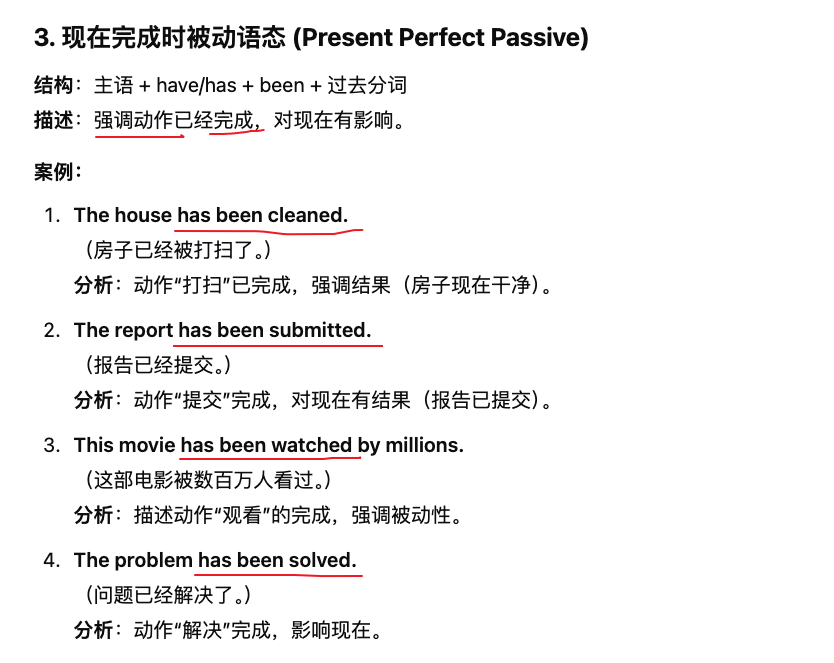 3. 现在完成时被动语态 (Present Perfect Passive)
结构：主语 + have/has + been + 过去分词
描述：强调动作已经完成，对现在有影响。
案例：
1. The house has been cleaned.
（房子已经被打扫了。）
分析：动作“打扫”已完成，强调结果（房子现在干净）。
2. The report has been submitted.
（报告已经提交。）
分析：动作“提交”完成，对现在有结果（报告已提交）。
3. This movie has been watched by millions.
（这部电影被数百万人看过。）
分析：描述动作“观看”的完成，强调被动性。
4. The problem has been solved.
（问题已经解决了。）
分析：动作“解决”完成，影响现在。